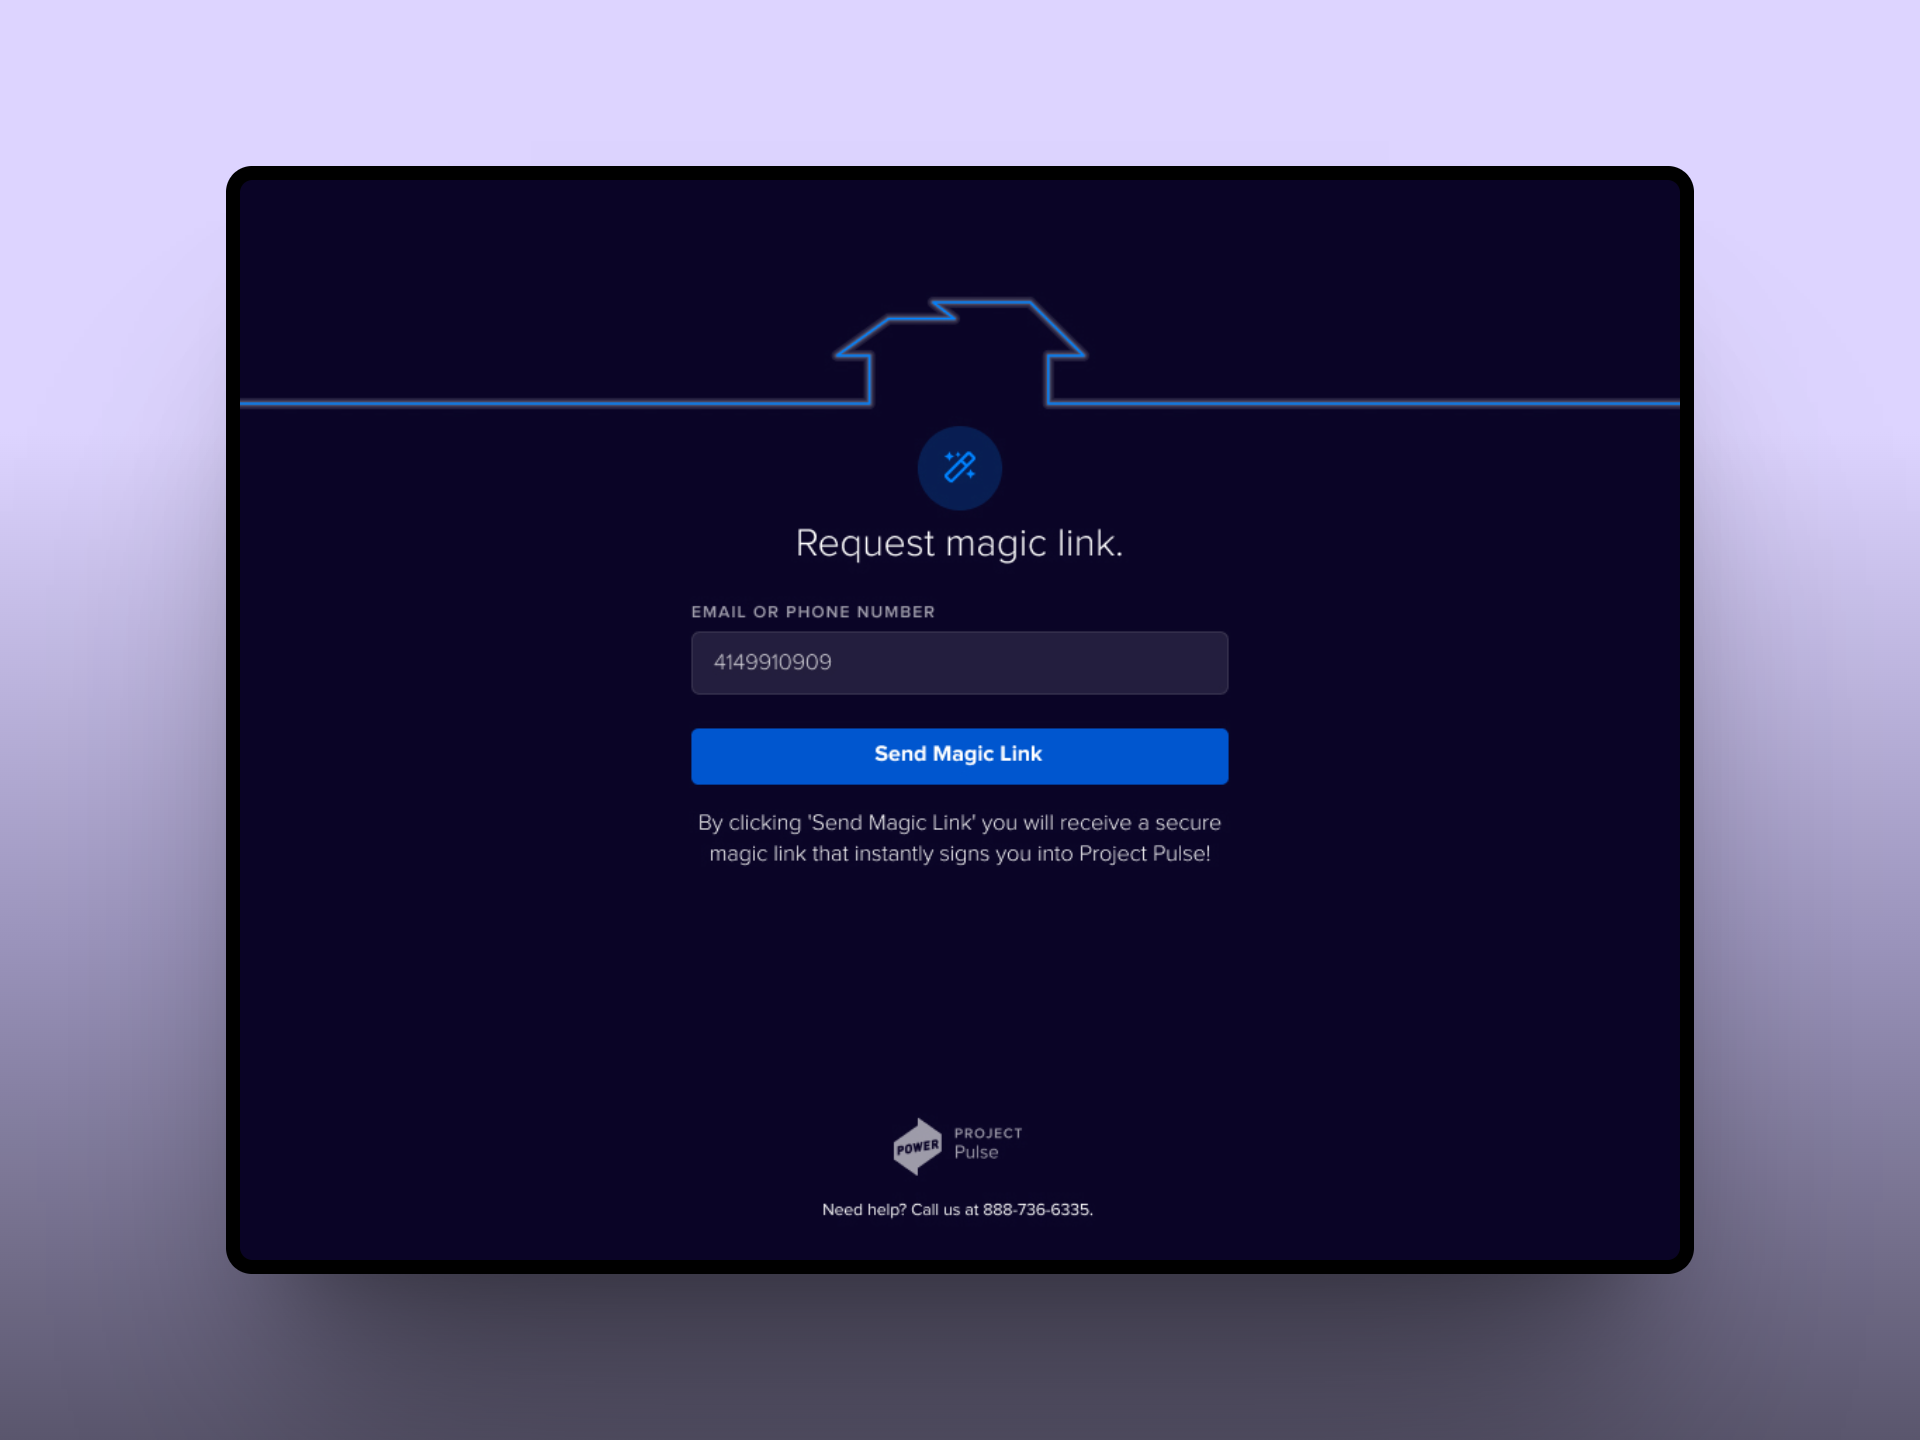 Request magic link.
EMAIL OR PHONE NUMBER
4149910909
Send Magic Link
By clicking 'Send Magic Link' you will receive a secure
magic link that instantly signs you into Project Pulse!
POWER
PROJECT
Pulse
Need help? Call us at 888-736-6335.